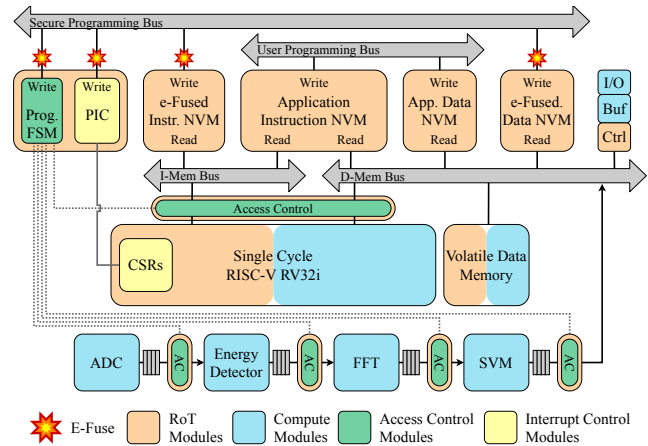 Secure Programming Bus
User Programming Bus
Write
Prog.
FSM
Write
PIC
Write
e-Fused
Instr. NVM
Read
Write
Application
Instruction NVM
Read
Read
Write
App. Data
NVM
Read
Write
e-Fused.
Data NVM
Read
I/O
Buf
Ctrl
I-Mem Bus
D-Mem Bus
Access Control
CSRs
Single Cycle
RISC-V RV32i
Volatile Data
Memory
ADC
AC
Energy
Detector
AC
FFT
AC
SVM
AC
E-Fuse
RoT
Modules
Compute
Modules
Access Control
Modules
Interrupt Control
Modules